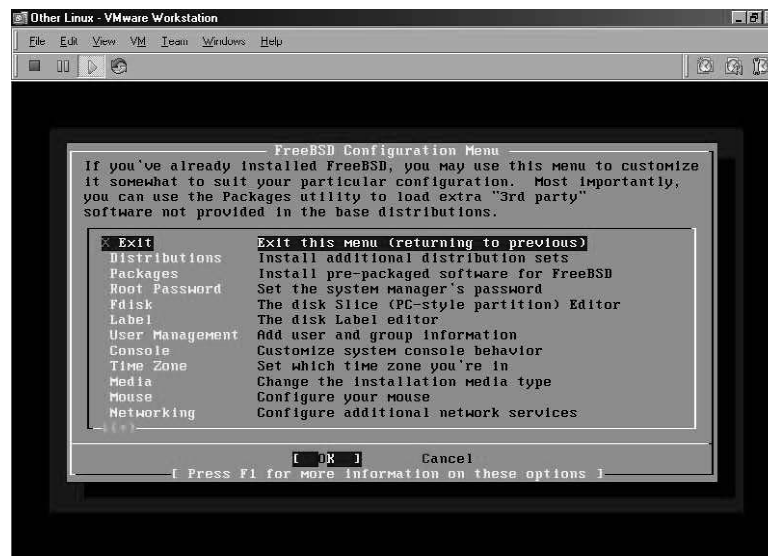 Other Linux - VMware Workstation
File Edit View VM Team Windows Help
FreeBSD Configuration Menu
If you've already installed FreeBSD, you may use this menu to customize
it somewhat to suit your particular configuration. Most importantly,
you can use the Packages utility to load extra "3rd party"
software not provided in the base distributions.
X Exit Exit this menu (returning to previous)
Distributions Install additional distribution sets
Packages Install pre-packaged software for FreeBSD
Root Password Set the system manager's password
Fdisk The disk Slice (PC-style partition) Editor
Label The disk Label editor
User Management Add user and group information
Console Customize system console behavior
Time Zone Set which time zone you're in
Media Change the installation media type
Mouse Configure your mouse
Networking Configure additional network services
[ OK ] Cancel
[ Press F1 for more information on these options ]